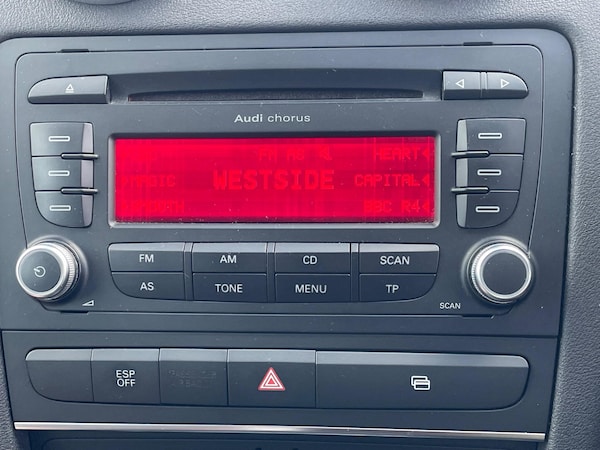 Audi chorus
FM AS HEART
MAGIC WESTSIDE CAPITAL
BBC R4
FM AM CD SCAN
AS TONE MENU TP
SCAN
ESP
OFF